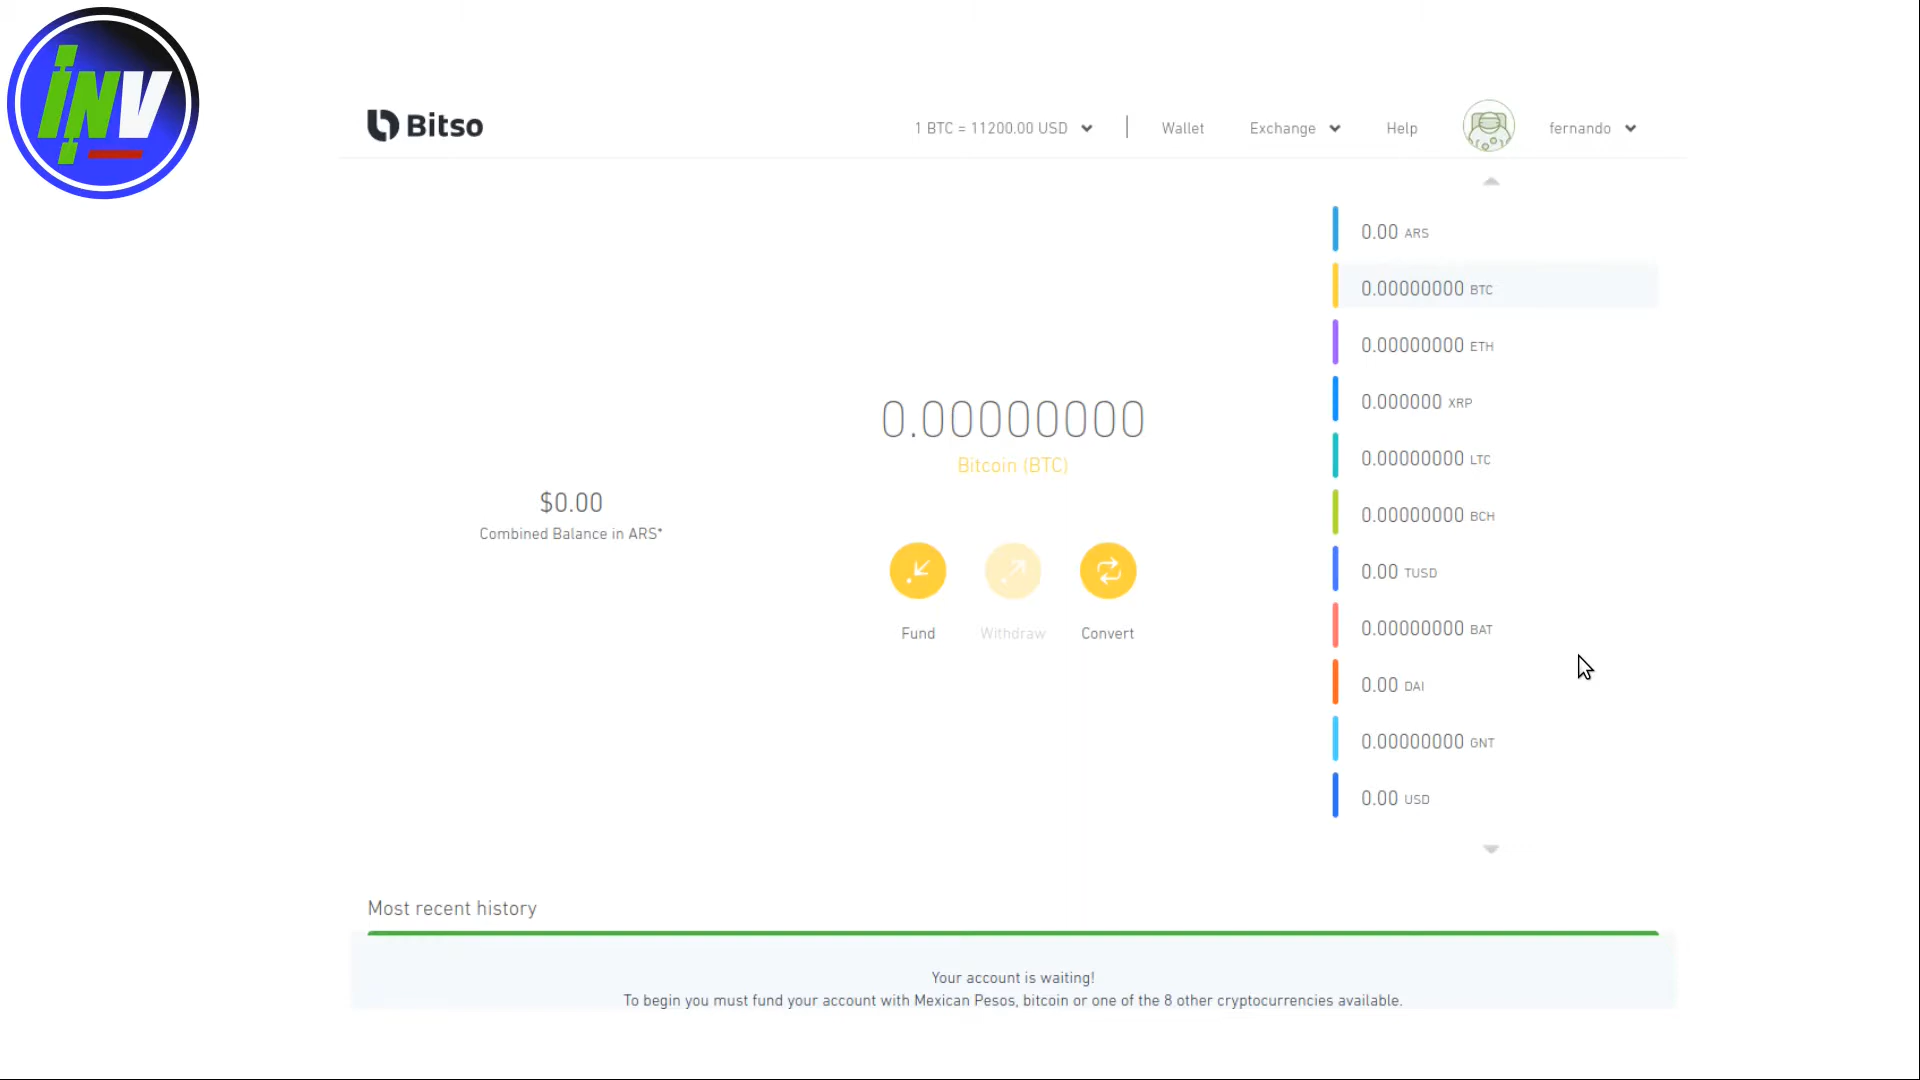 iNV
Bitso
1 BTC = 11200.00 USD
Wallet
Exchange
Help
fernando
0.00 ARS
0.00000000 BTC
0.00000000 ETH
0.000000 XRP
0.00000000 LTC
0.00000000 BCH
0.00 TUSD
0.00000000 BAT
0.00 DAI
0.00000000 GNT
0.00 USD
0.00000000
Bitcoin (BTC)
$0.00
Combined Balance in ARS*
Fund
Withdraw
Convert
Most recent history
Your account is waiting!
To begin you must fund your account with Mexican Pesos, bitcoin or one of the 8 other cryptocurrencies available.